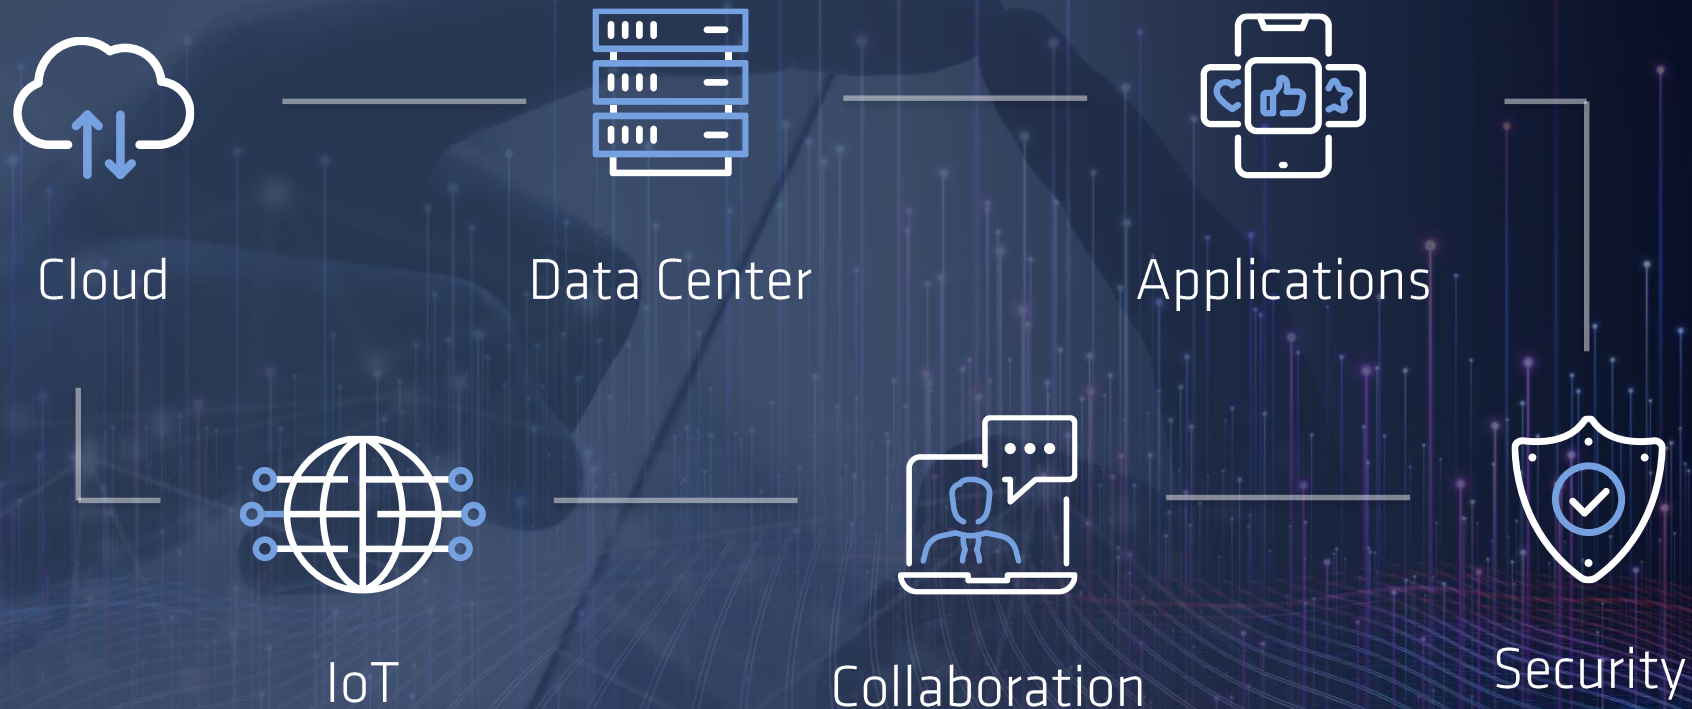 Cloud
Data Center
Applications
IoT
Collaboration
Security